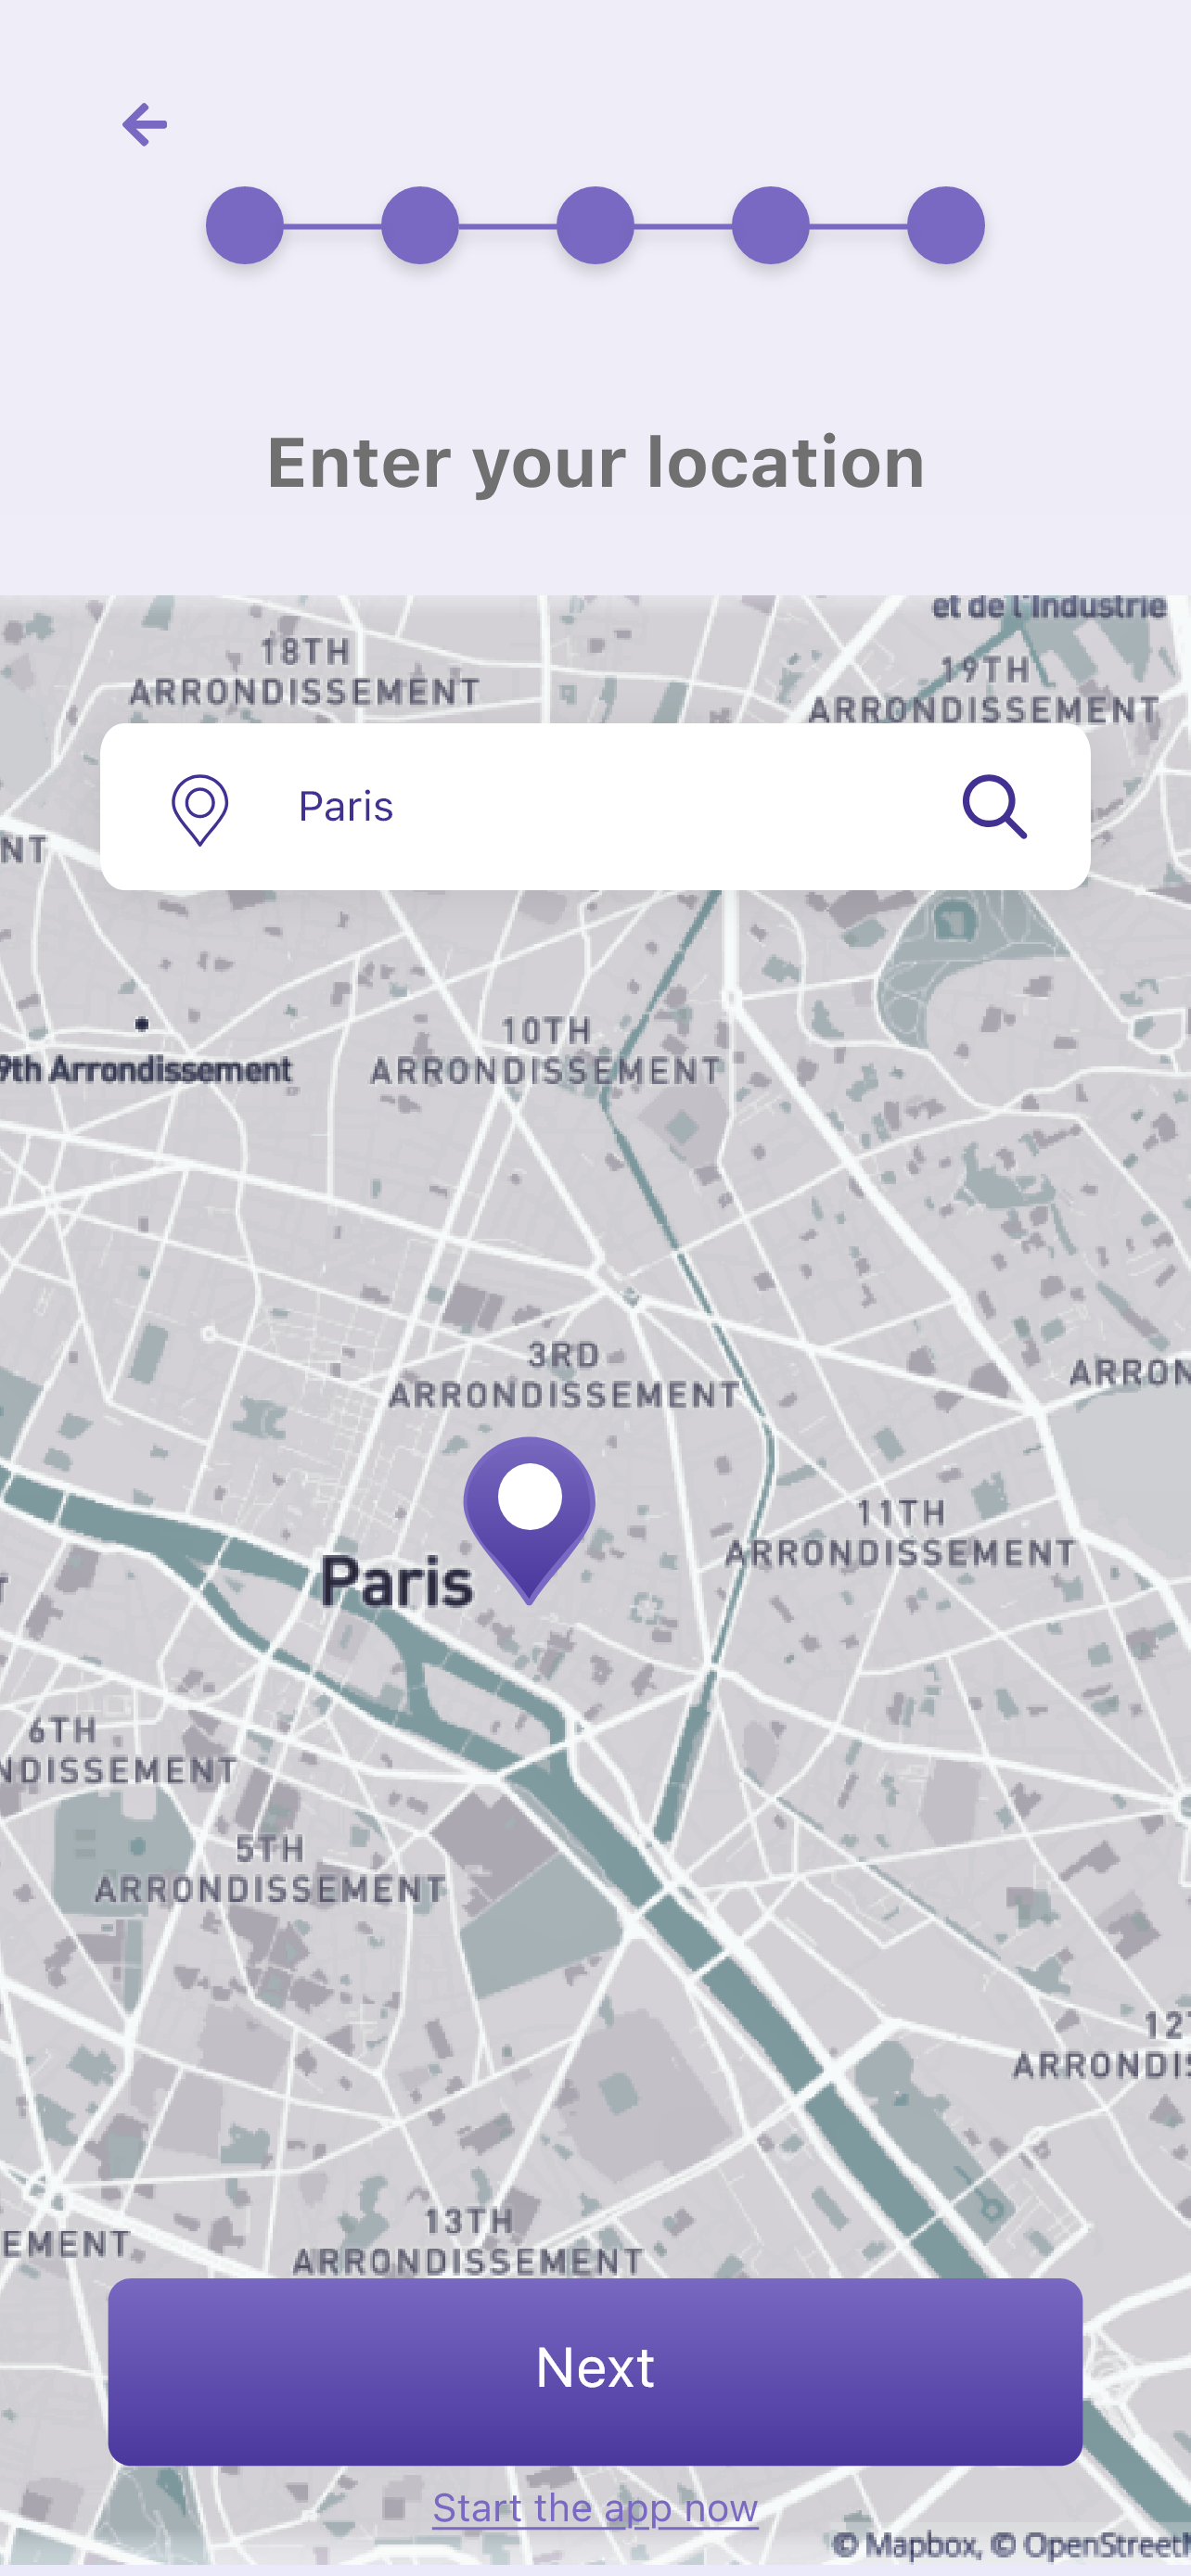 Enter your location
et de l'Industrie
18TH
ARRONDISSEMENT
19TH
ARRONDISSEMENT
Paris
NT
10TH
ARRONDISSEMENT
9th Arrondissement
3RD
ARRONDISSEMENT
ARRON
11TH
ARRONDISSEMENT
Paris
6TH
NDISSEMENT
5TH
ARRONDISSEMENT
12T
ARRONDIS
13TH
ARRONDISSEMENT
EMENT
Next
Start the app now
© Mapbox, © OpenStreetM